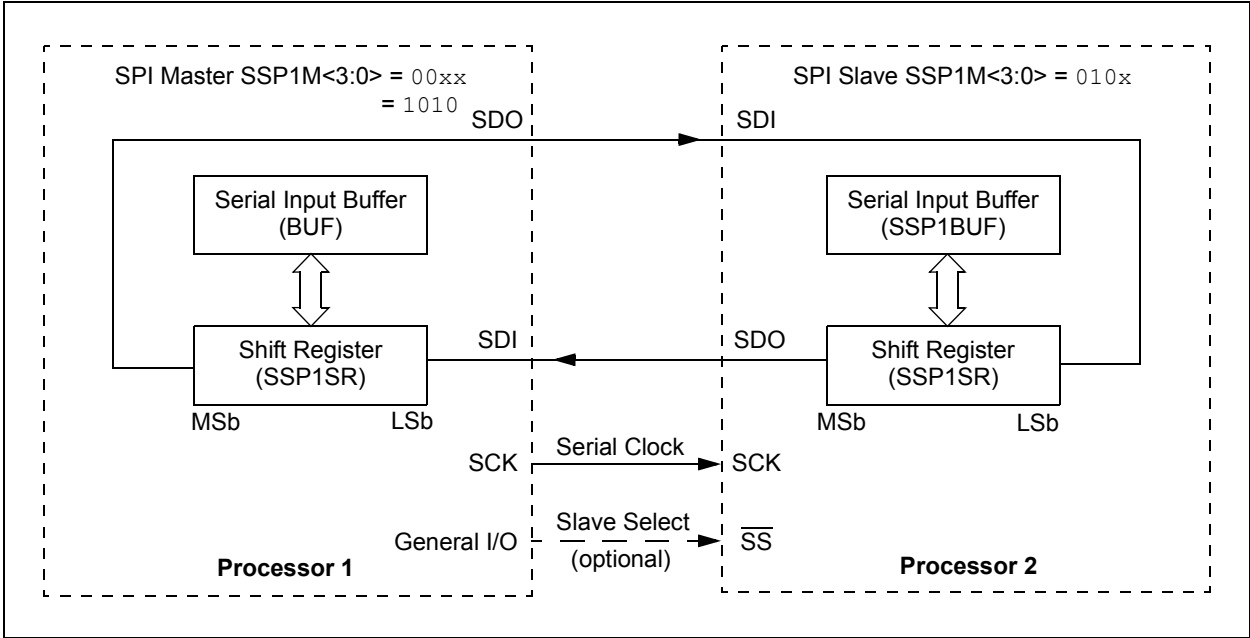 SPI Master SSP1M<3:0> = 00xx
= 1010
SPI Slave SSP1M<3:0> = 010x
SDO
SDI
Serial Input Buffer
(BUF)
Serial Input Buffer
(SSP1BUF)
Shift Register
(SSP1SR)
SDI
SDO
Shift Register
(SSP1SR)
MSb
LSb
MSb
LSb
SCK
Serial Clock
SCK
General I/O
Slave Select
(optional)
S̅S̅
Processor 1
Processor 2